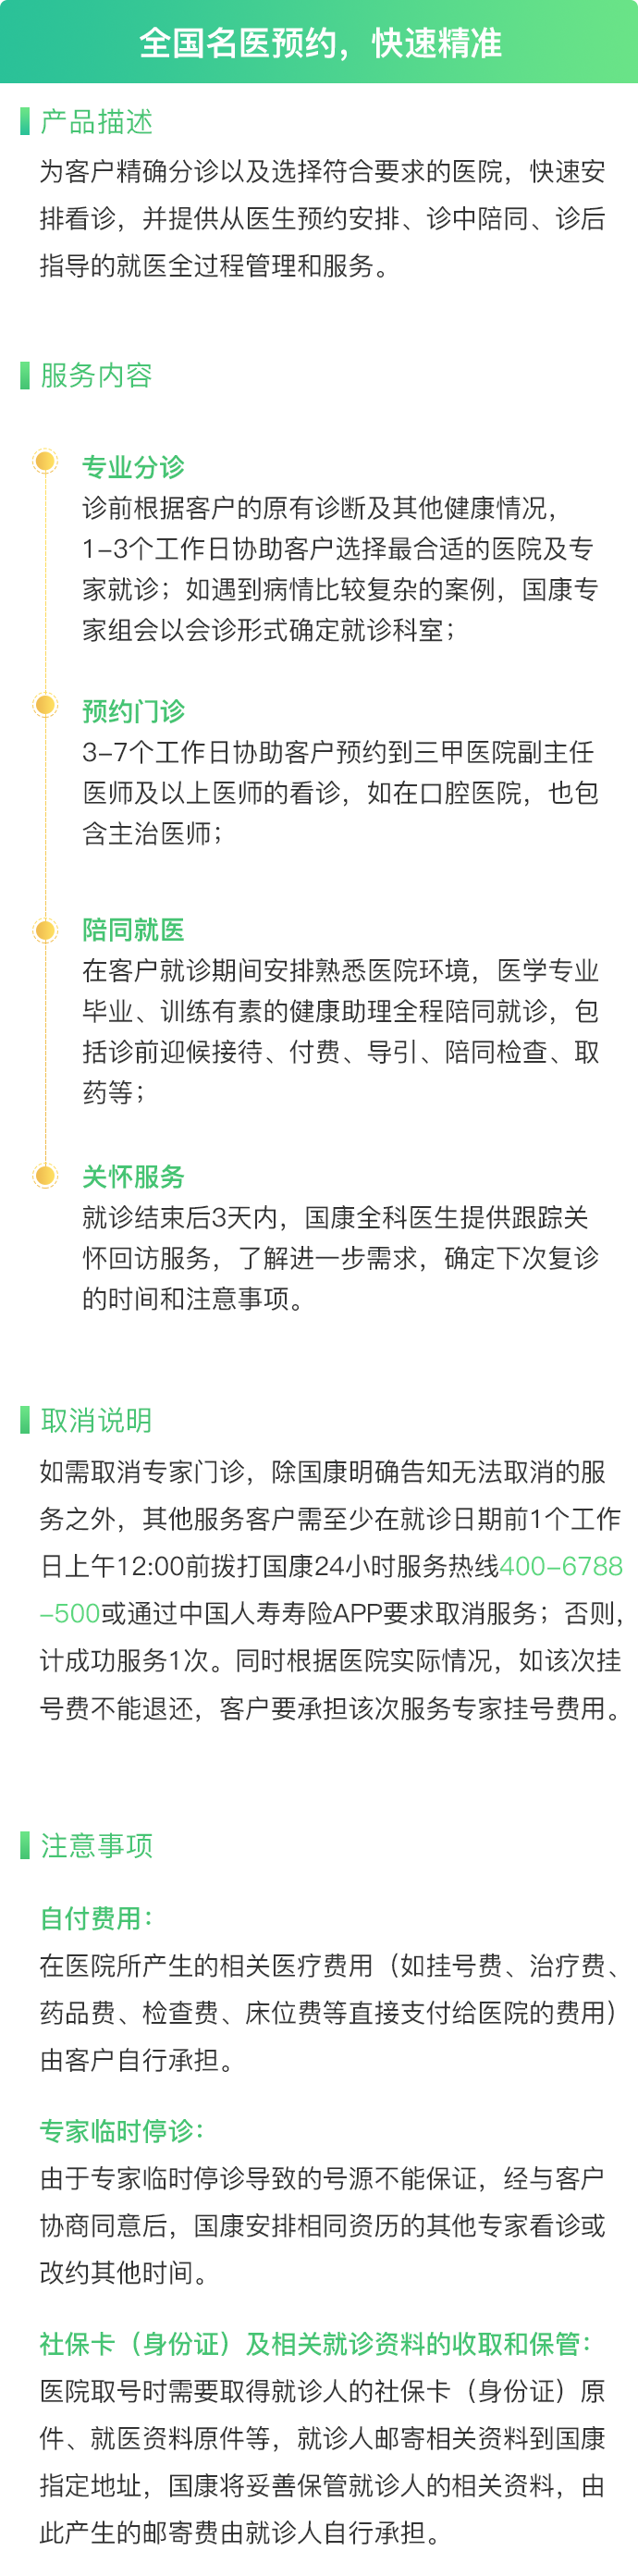 全国名医预约，快速精准
产品描述
为客户精确分诊以及选择符合要求的医院，快速安
排看诊，并提供从医生预约安排、诊中陪同、诊后
指导的就医全过程管理和服务。
服务内容
专业分诊
诊前根据客户的原有诊断及其他健康情况，
1-3个工作日协助客户选择最合适的医院及专
家就诊；如遇到病情比较复杂的案例，国康专
家组会以会诊形式确定就诊科室；
预约门诊
3-7个工作日协助客户预约到三甲医院副主任
医师及以上医师的看诊，如在口腔医院，也包
含主治医师；
陪同就医
在客户就诊期间安排熟悉医院环境，医学专业
毕业、训练有素的健康助理全程陪同就诊，包
括诊前迎候接待、付费、导引、陪同检查、取
药等；
关怀服务
就诊结束后3天内，国康全科医生提供跟踪关
怀回访服务，了解进一步需求，确定下次复诊
的时间和注意事项。
取消说明
如需取消专家门诊，除国康明确告知无法取消的服
务之外，其他服务客户需至少在就诊日期前1个工作
日上午12:00前拨打国康24小时服务热线400-6788
-500或通过中国人寿寿险APP要求取消服务；否则，
计成功服务1次。同时根据医院实际情况，如该次挂
号费不能退还，客户要承担该次服务专家挂号费用。
注意事项
自付费用：
在医院所产生的相关医疗费用（如挂号费、治疗费、
药品费、检查费、床位费等直接支付给医院的费用）
由客户自行承担。
专家临时停诊：
由于专家临时停诊导致的号源不能保证，经与客户
协商同意后，国康安排相同资历的其他专家看诊或
改约其他时间。
社保卡（身份证）及相关就诊资料的收取和保管：
医院取号时需要取得就诊人的社保卡（身份证）原
件、就医资料原件等，就诊人邮寄相关资料到国康
指定地址，国康将妥善保管就诊人的相关资料，由
此产生的邮寄费由就诊人自行承担。